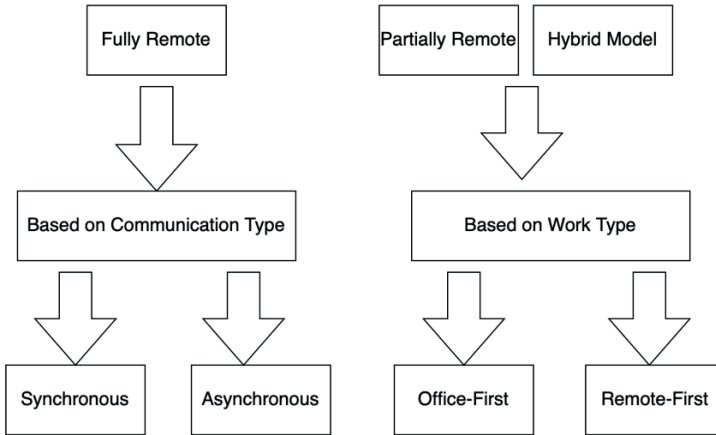 Fully Remote
Partially Remote
Hybrid Model
Based on Communication Type
Based on Work Type
Synchronous
Asynchronous
Office-First
Remote-First